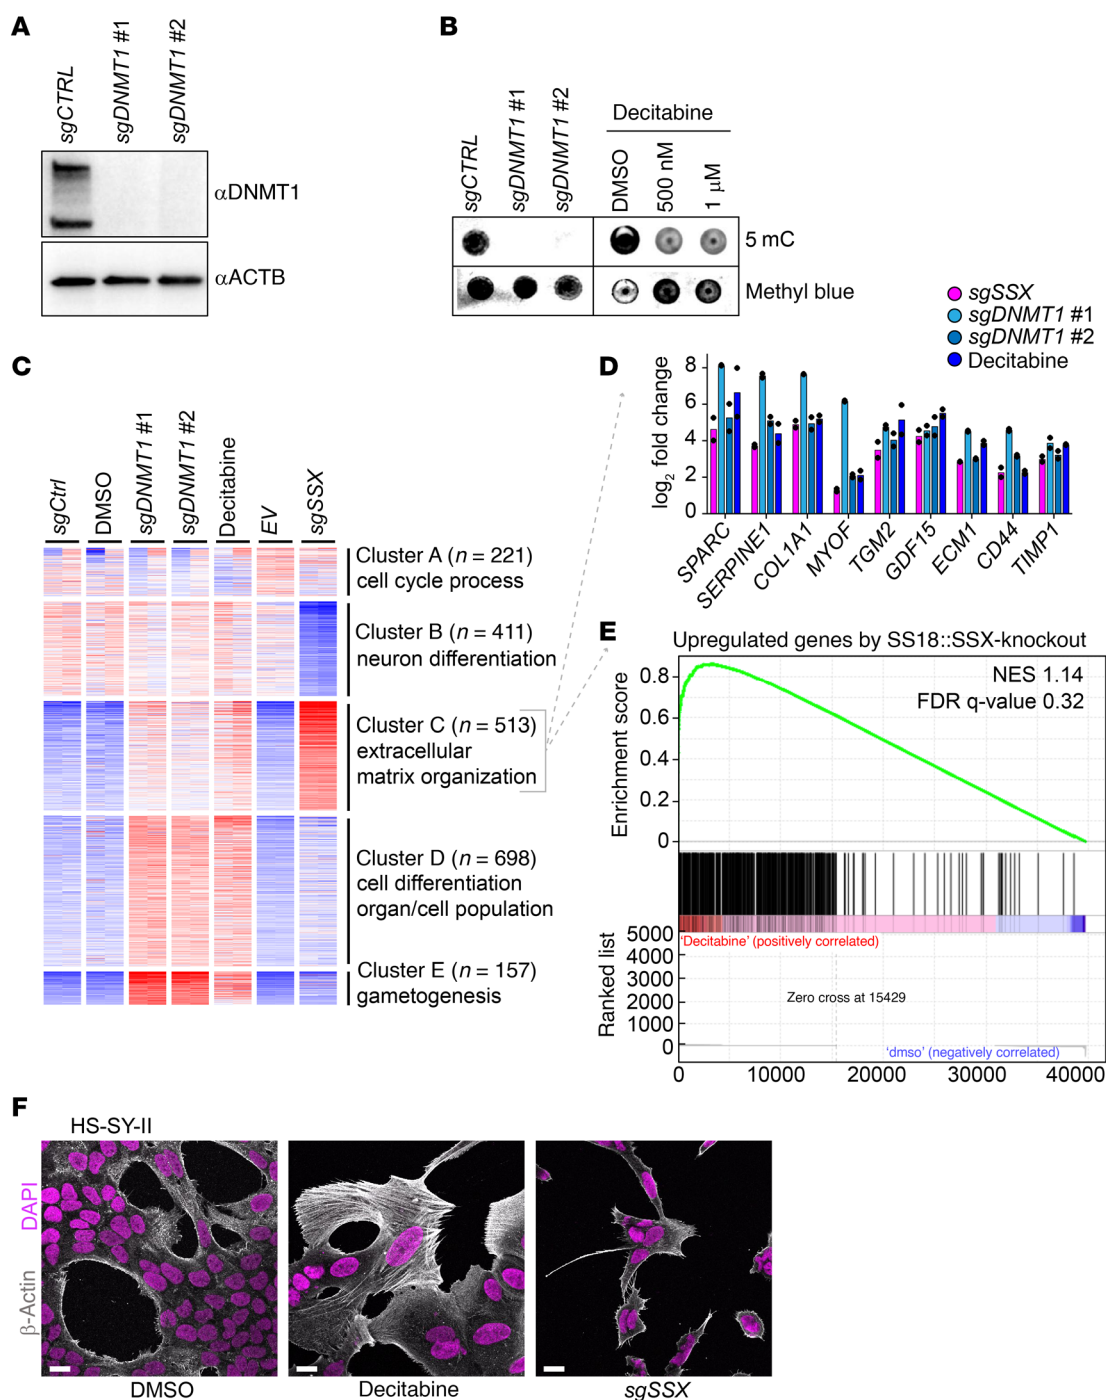 A
sgCTRL
sgDNMT1 #1
sgDNMT1 #2
αDNMT1
αACTB
B
sgCTRL
sgDNMT1 #1
sgDNMT1 #2
Decitabine
DMSO
500 nM
1 µM
5 mC
Methyl blue
C
sgCtrl
DMSO
sgDNMT1 #1
sgDNMT1 #2
Decitabine
EV
sgSSX
Cluster A (n = 221)
cell cycle process
Cluster B (n = 411)
neuron differentiation
Cluster C (n = 513)
extracellular
matrix organization
Cluster D (n = 698)
cell differentiation
organ/cell population
Cluster E (n = 157)
gametogenesis
D
sgSSX
sgDNMT1 #1
sgDNMT1 #2
Decitabine
log2 fold change
8
6
4
2
0
SPARC
SERPINE1
COL1A1
MYOF
TGM2
GDF15
ECM1
CD44
TIMP1
E
Upregulated genes by SS18::SSX-knockout
NES 1.14
FDR q-value 0.32
Enrichment score
0.8
0.6
0.4
0.2
0
'Decitabine' (positively correlated)
Ranked list
5000
4000
3000
2000
1000
0
Zero cross at 15429
'dmso' (negatively correlated)
0
10000
20000
30000
40000
F
HS-SY-II
β-Actin
DAPI
DMSO
Decitabine
sgSSX